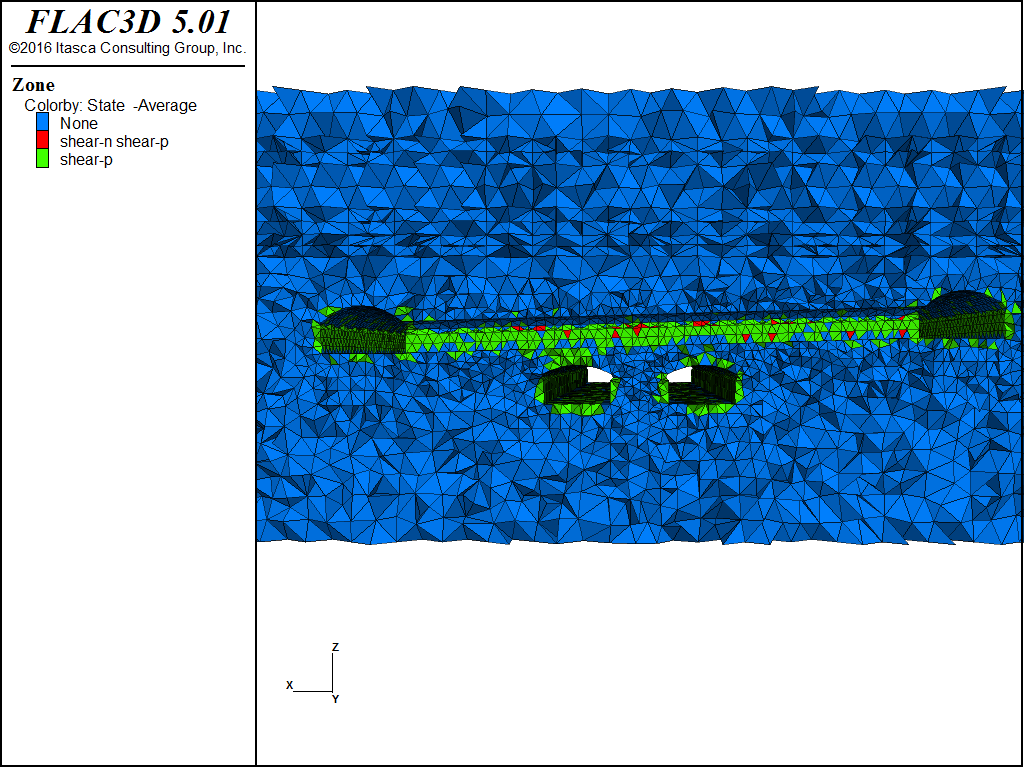 FLAC3D 5.01
©2016 Itasca Consulting Group, Inc.
Zone
Colorby: State -Average
None
shear-n shear-p
shear-p
Z
X
Y